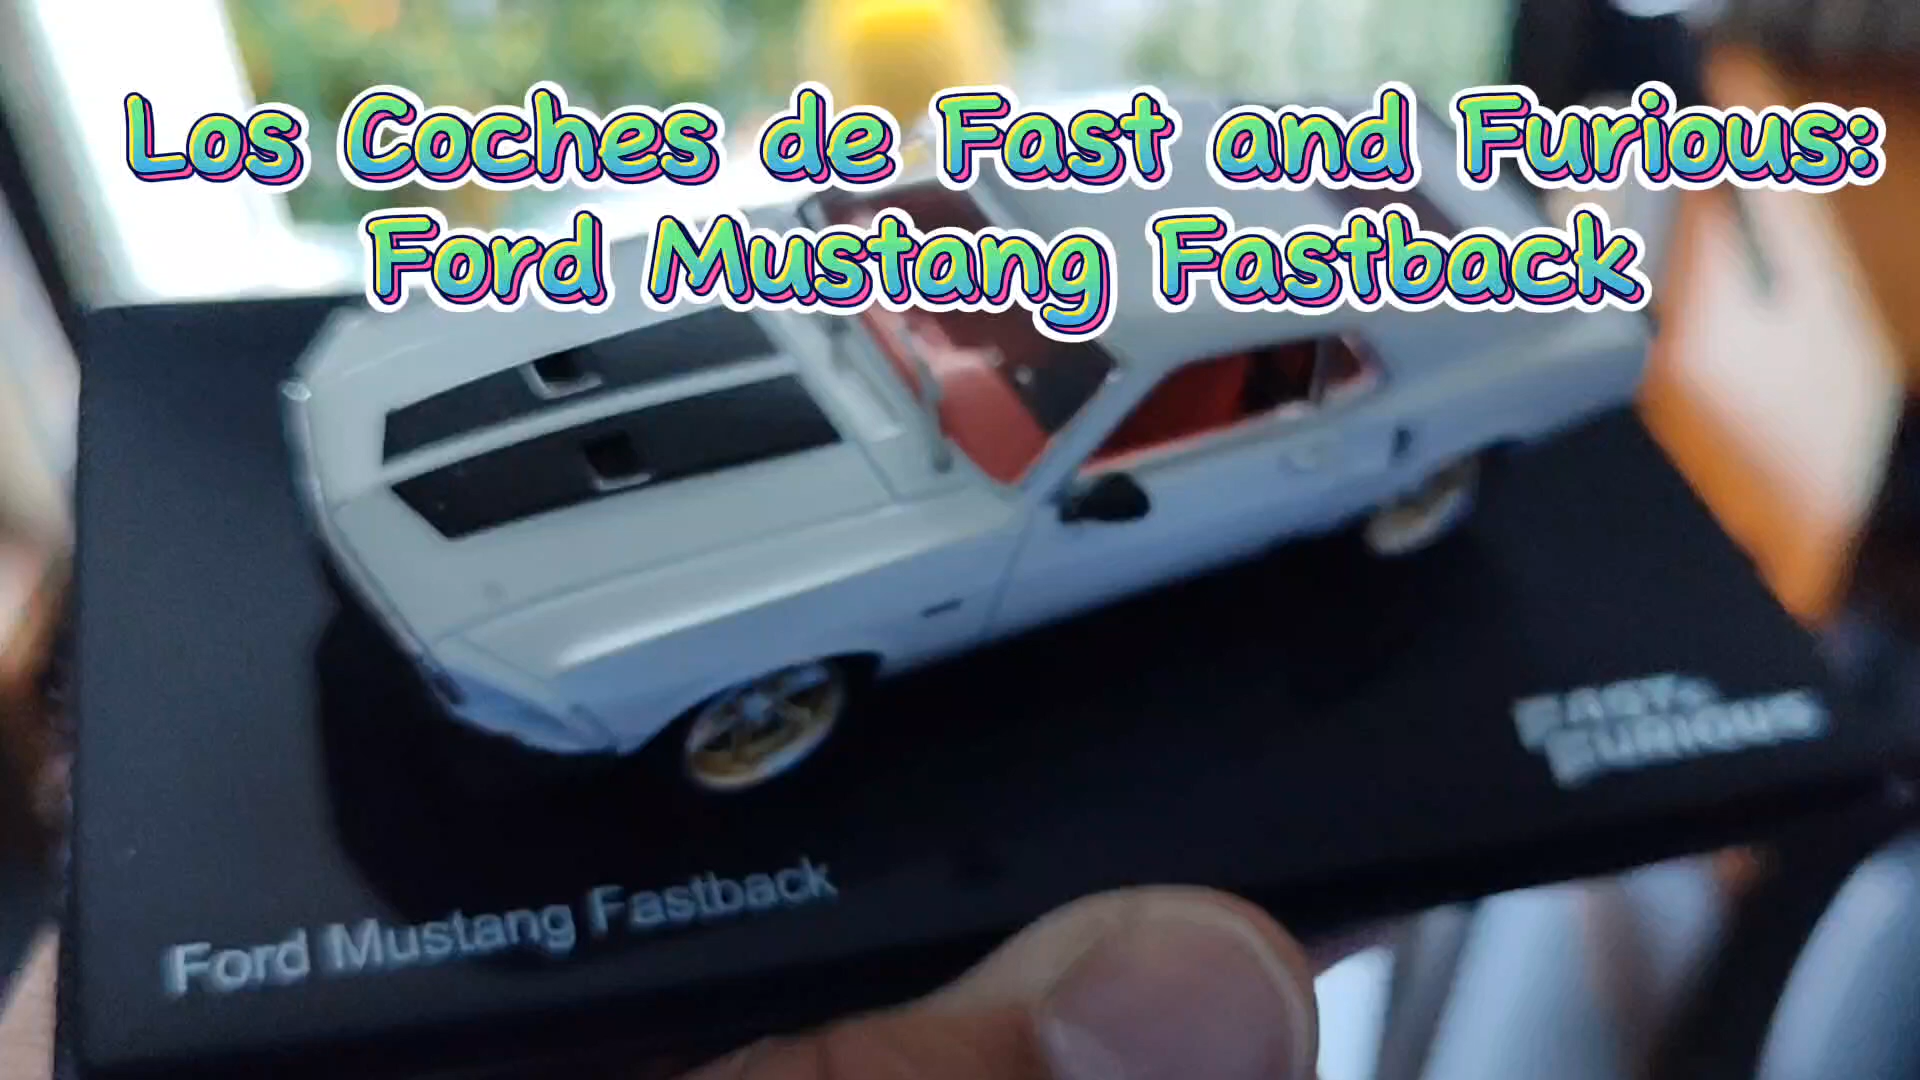 Los Coches de Fast and Furious:
Ford Mustang Fastback
FAST &
FURIOUS
Ford Mustang Fastback